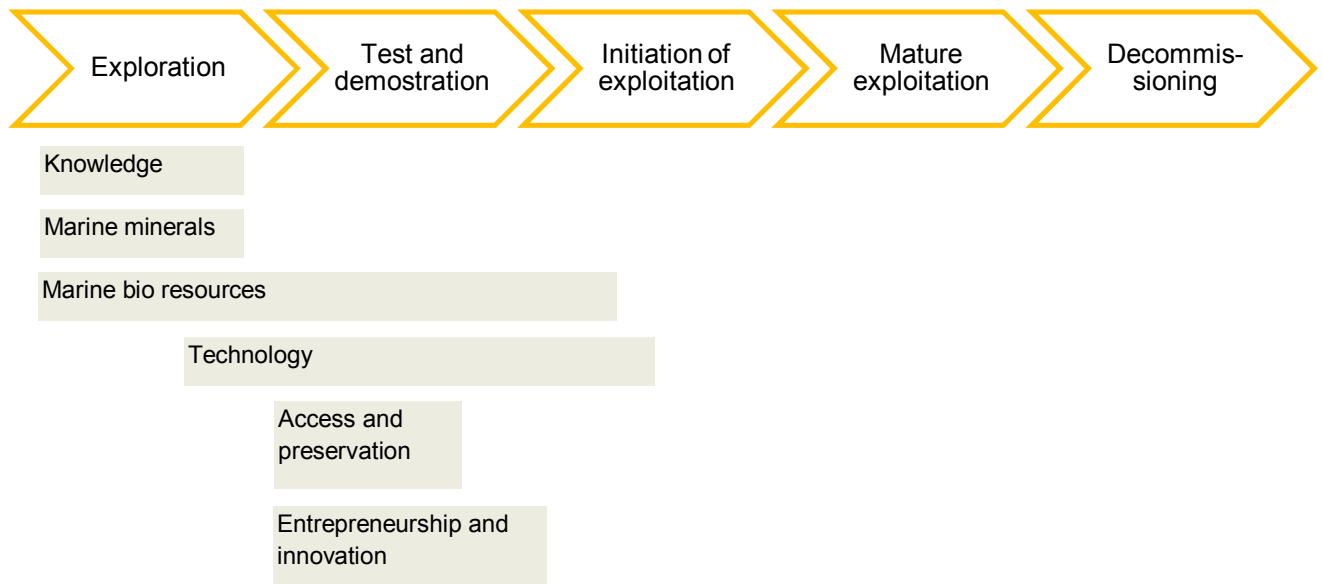 Exploration
Test and
demostration
Initiation of
exploitation
Mature
exploitation
Decommis-
sioning
Knowledge
Marine minerals
Marine bio resources
Technology
Access and
preservation
Entrepreneurship and
innovation